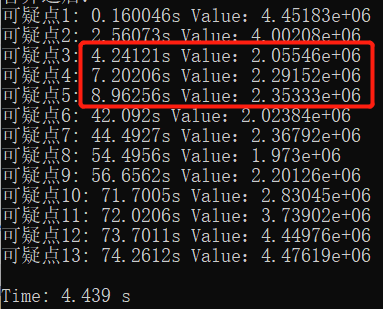 可疑点1: 0.160046s Value: 4.45183e+06
可疑点2: 2.56073s Value: 4.00208e+06
可疑点3: 4.24121s Value: 2.05546e+06
可疑点4: 7.20206s Value: 2.29152e+06
可疑点5: 8.96256s Value: 2.35333e+06
可疑点6: 42.092s Value: 2.02384e+06
可疑点7: 44.4927s Value: 2.36792e+06
可疑点8: 54.4956s Value: 1.973e+06
可疑点9: 56.6562s Value: 2.20126e+06
可疑点10: 71.7005s Value: 2.83045e+06
可疑点11: 72.0206s Value: 3.73902e+06
可疑点12: 73.7011s Value: 4.44976e+06
可疑点13: 74.2612s Value: 4.47619e+06
Time: 4.439 s